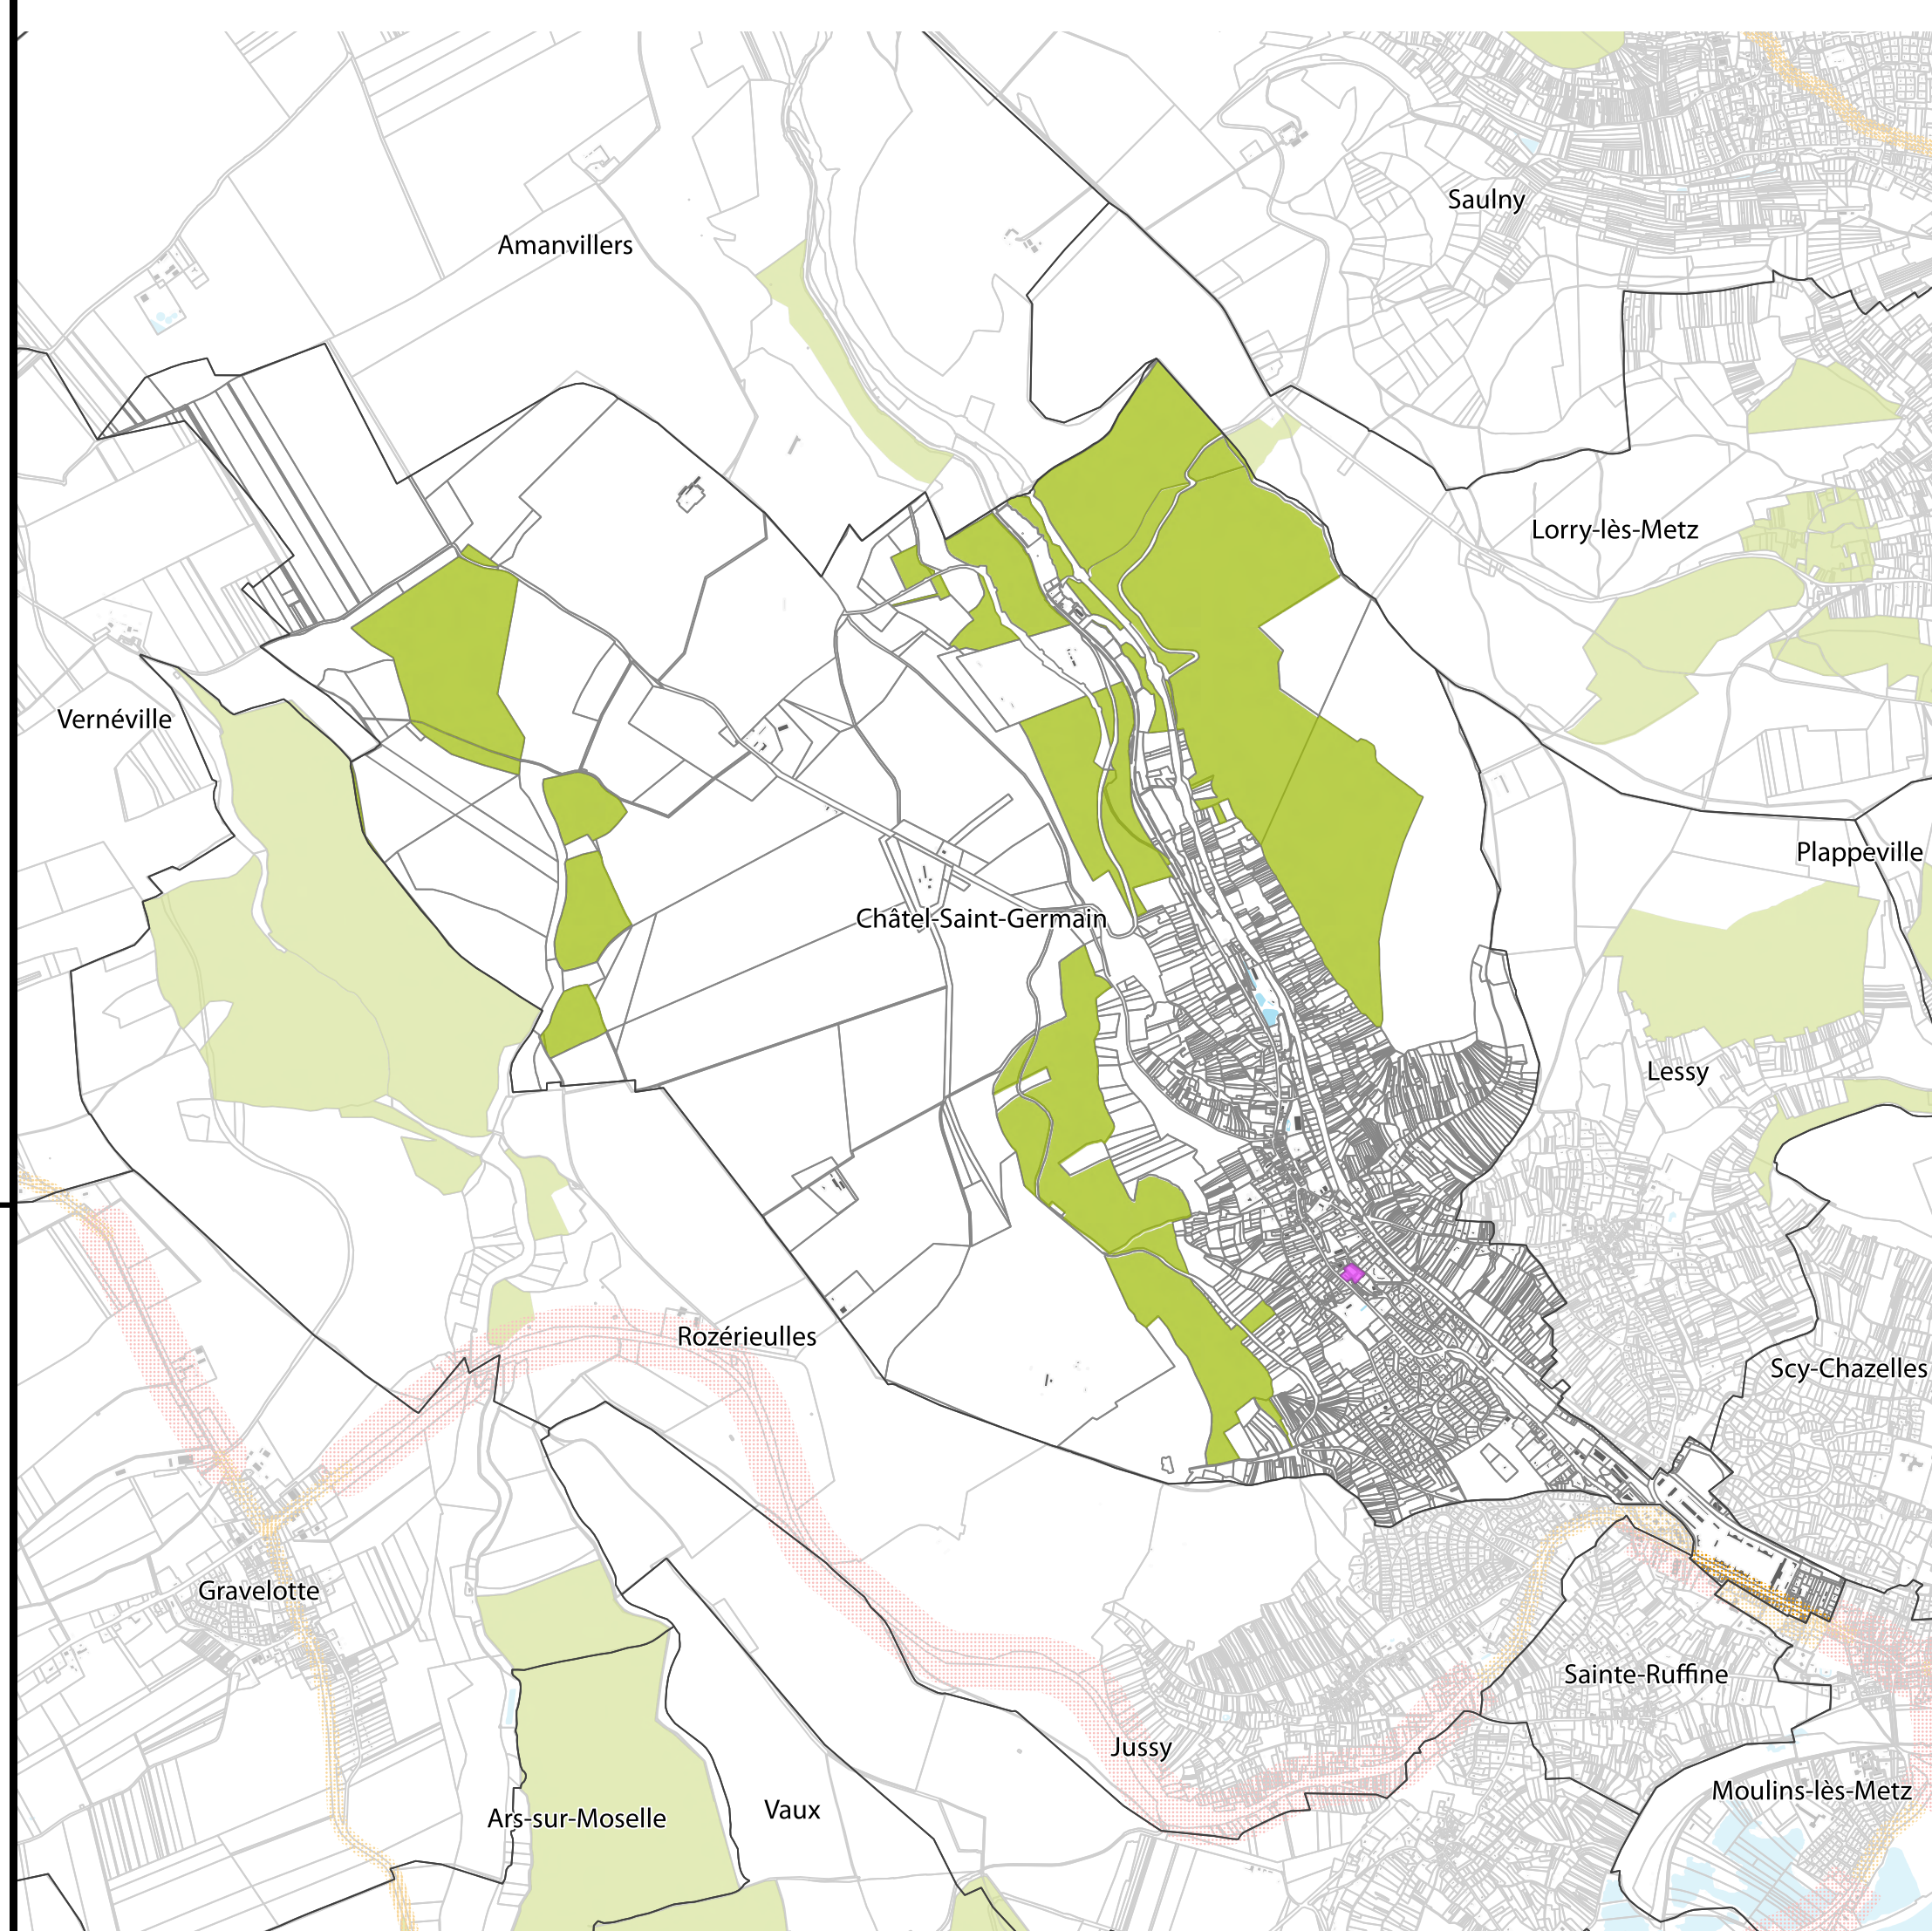 Saulny
Amanvillers
Lorry-lès-Metz
Vernéville
Plappeville
Châtel-Saint-Germain
Lessy
Rozérieulles
Scy-Chazelles
Gravelotte
Sainte-Ruffine
Jussy
Moulins-lès-Metz
Vaux
Ars-sur-Moselle